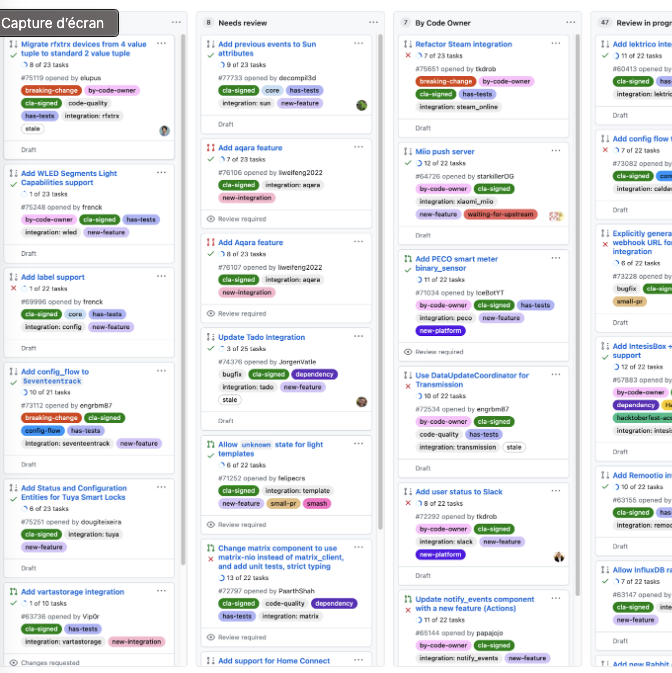 Capture d'écran
Migrate rfxtrx devices from 4 value
tuple to standard 2 value tuple
8 of 23 tasks
#75119 opened by elupus
breaking-change by-code-owner
cla-signed code-quality
has-tests integration: rfxtrx
stale
Draft
Add WLED Segments Light
Capabilities support
1 of 23 tasks
#75248 opened by frenck
by-code-owner cla-signed has-tests
integration: wled new-feature
Draft
Add label support
1 of 22 tasks
#69996 opened by frenck
cla-signed core has-tests
integration: config new-feature
Draft
Add config_flow to
Seventeentrack
10 of 21 tasks
#73112 opened by engrbm87
breaking-change cla-signed
config-flow has-tests
integration: seventeentrack new-feature
Draft
Add Status and Configuration
Entities for Tuya Smart Locks
6 of 23 tasks
#75251 opened by dougiteixeira
cla-signed integration: tuya
new-feature
Draft
Add vartastorage integration
1 of 10 tasks
#63736 opened by Vip0r
cla-signed has-tests
integration: vartastorage new-integration
Changes requested
8 Needs review
Add previous events to Sun
attributes
9 of 23 tasks
#77733 opened by decompil3d
cla-signed core has-tests
integration: sun new-feature
Draft
Add aqara feature
7 of 23 tasks
#76106 opened by liweifeng2022
cla-signed integration: aqara
new-integration
Review required
Add Aqara feature
8 of 23 tasks
#76107 opened by liweifeng2022
cla-signed integration: aqara
new-integration
Review required
Update Tado Integration
3 of 25 tasks
#74376 opened by JorgenVatle
bugfix cla-signed dependency
integration: tado new-feature
stale
Draft
Allow unknown state for light
templates
6 of 22 tasks
#71252 opened by felipecrs
cla-signed integration: template
new-feature small-pr smash
Review required
Change matrix component to use
matrix-nio instead of matrix_client,
and add unit tests, strict typing
13 of 22 tasks
#72797 opened by PaarthShah
cla-signed code-quality dependency
has-tests integration: matrix
Review required
Add support for Home Connect
7 By Code Owner
Refactor Steam integration
7 of 23 tasks
#75651 opened by tkdrob
breaking-change by-code-owner
cla-signed has-tests
integration: steam_online
Draft
Miio push server
12 of 22 tasks
#64726 opened by starkillerOG
by-code-owner cla-signed
integration: xiaomi_miio
new-feature waiting-for-upstream
Draft
Add PECO smart meter
binary_sensor
11 of 22 tasks
#71034 opened by IceBotYT
by-code-owner cla-signed has-tests
integration: peco new-feature
new-platform
Review required
Use DataUpdateCoordinator for
Transmission
10 of 22 tasks
#72534 opened by engrbm87
by-code-owner cla-signed
code-quality has-tests
integration: transmission stale
Draft
Add user status to Slack
8 of 22 tasks
#72292 opened by tkdrob
by-code-owner cla-signed
integration: slack new-feature
new-platform
Draft
Update notify_events component
with a new feature (Actions)
11 of 22 tasks
#65144 opened by papajojo
by-code-owner cla-signed
integration: notify_events new-feature
47 Review in progr
Add lektrico inte
11 of 22 tasks
#60413 opened by
cla-signed has
integration: lektric
Draft
Add config flow
7 of 22 tasks
#73082 opened by
cla-signed con
integration: calda
Draft
Explicitly genera
webhook URL fo
integration
6 of 22 tasks
#73228 opened by
bugfix cla-sign
small-pr
Draft
Add IntesisBox
support
12 of 22 tasks
#57883 opened by
by-code-owner
dependency Ha
hacktoberfest-acc
integration: intesis
Draft
Add Remootio in
10 of 22 tasks
#63155 opened by
cla-signed has
integration: remoo
Draft
Allow InfluxDB ra
7 of 22 tasks
#63147 opened by
cla-signed inte
new-feature
Draft
Add new Rabbit